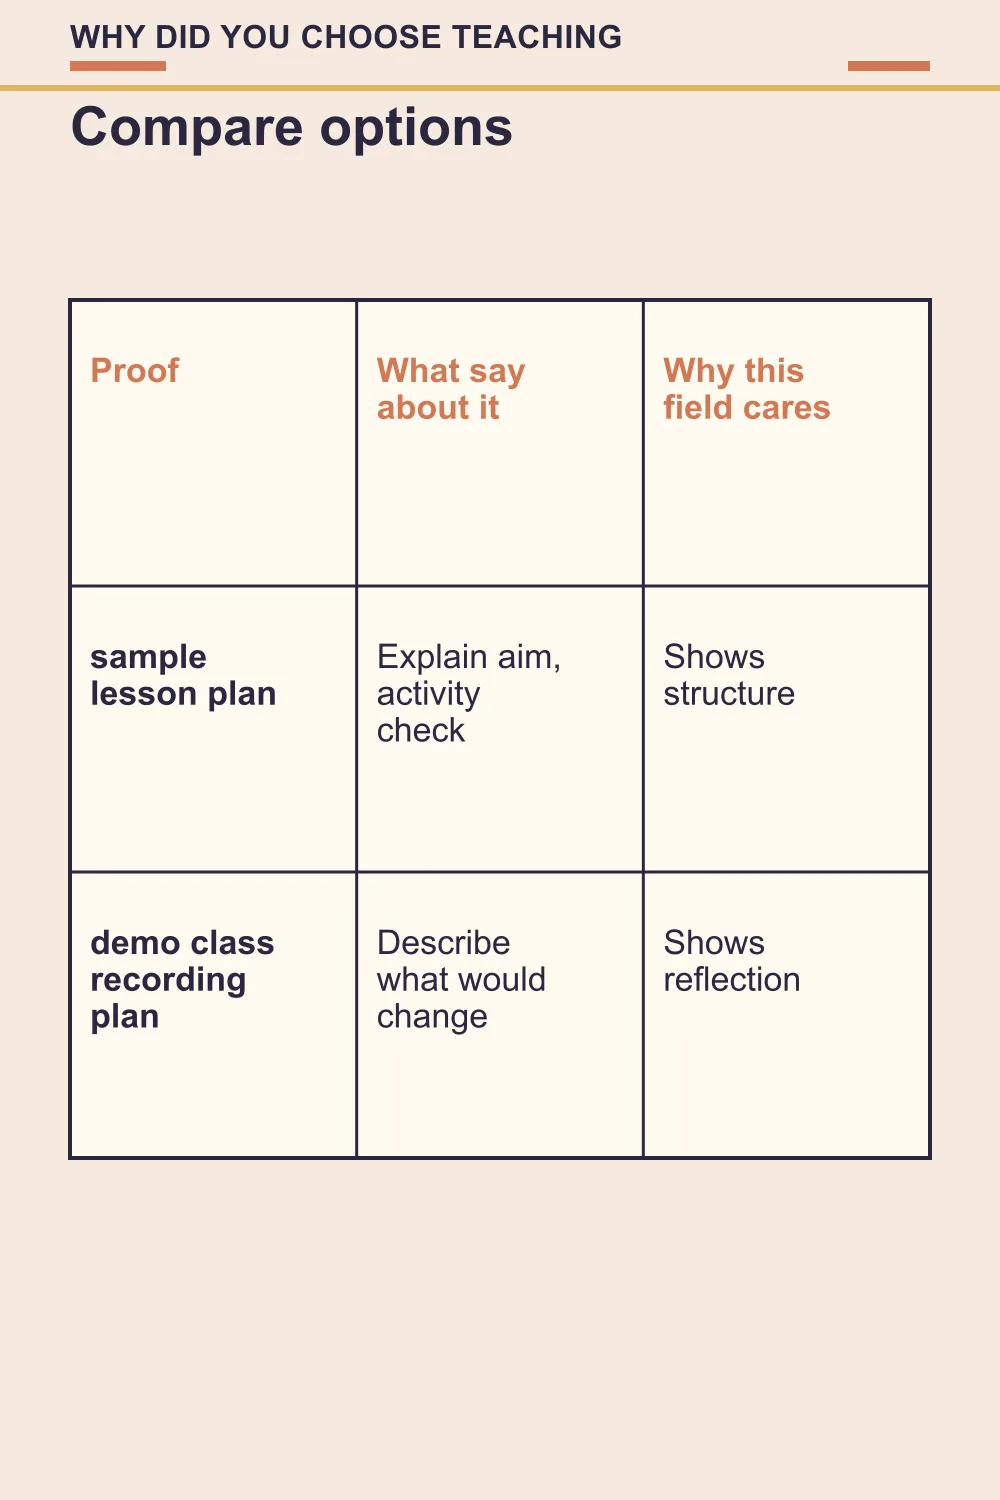 WHY DID YOU CHOOSE TEACHING
Compare options
Proof
What say
about it
Why this
field cares
sample
lesson plan
Explain aim,
activity
check
Shows
structure
demo class
recording
plan
Describe
what would
change
Shows
reflection